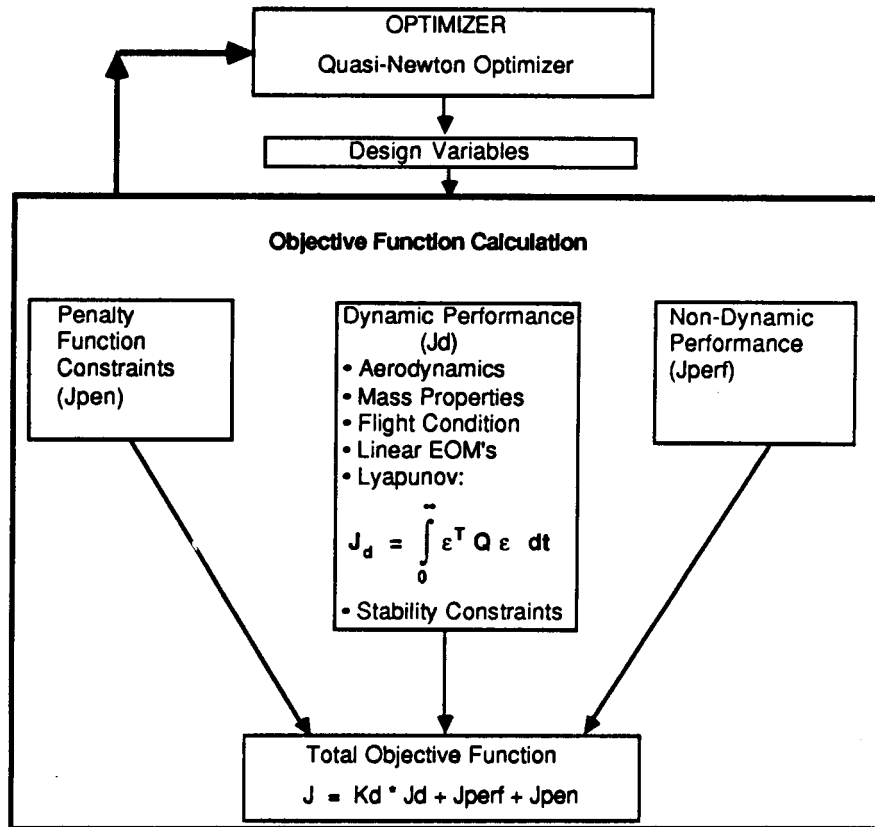 OPTIMIZER
Quasi-Newton Optimizer
Design Variables
Objective Function Calculation
Penalty
Function
Constraints
(Jpen)
Dynamic Performance
(Jd)
• Aerodynamics
• Mass Properties
• Flight Condition
• Linear EOM's
• Lyapunov:
∞
J_d = ∫ ε^T Q ε dt
0
• Stability Constraints
Non-Dynamic
Performance
(Jperf)
Total Objective Function
J = Kd * Jd + Jperf + Jpen